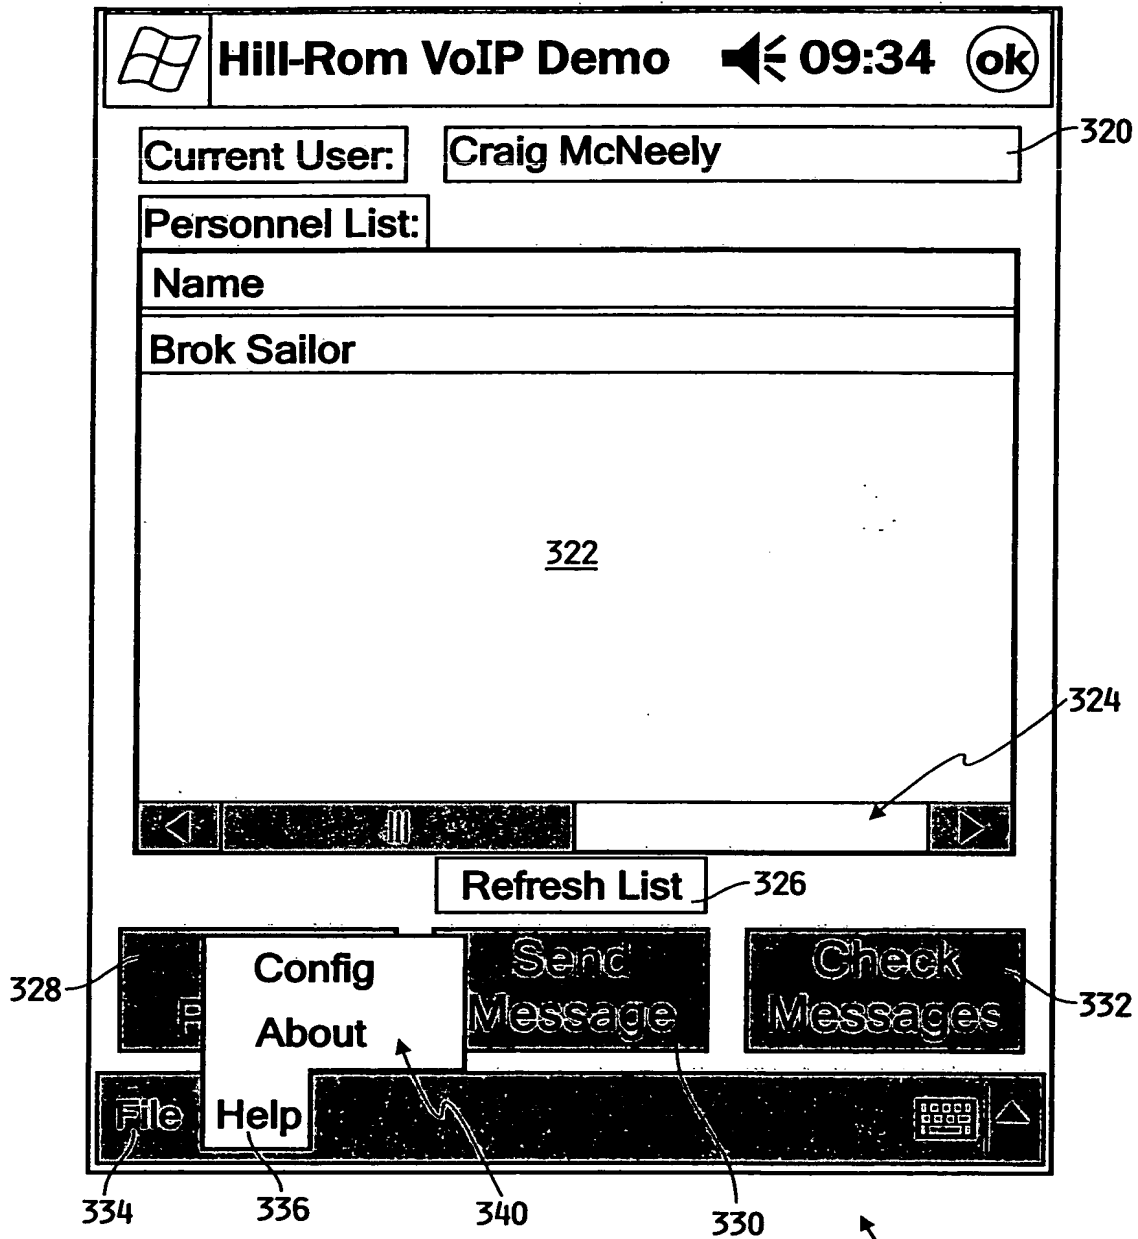 Hill-Rom VoIP Demo 09:34 ok
Current User: Craig McNeely 320
Personnel List:
Name
Brok Sailor
322
324
Refresh List 326
Config Send Check
328
About Message Messages 332
File Help
334 336 340 330